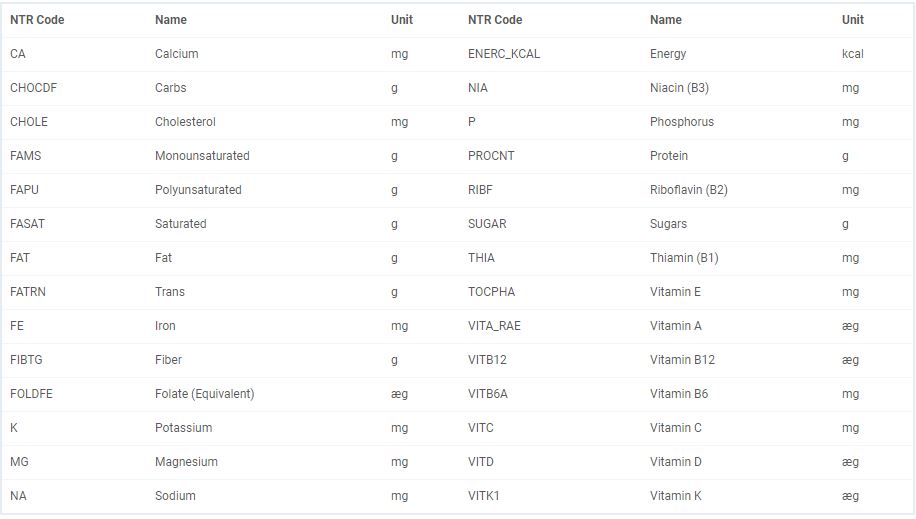 NTR Code Name Unit NTR Code Name Unit
CA Calcium mg ENERC_KCAL Energy kcal
CHOCDF Carbs g NIA Niacin (B3) mg
CHOLE Cholesterol mg P Phosphorus mg
FAMS Monounsaturated g PROCNT Protein g
FAPU Polyunsaturated g RIBF Riboflavin (B2) mg
FASAT Saturated g SUGAR Sugars g
FAT Fat g THIA Thiamin (B1) mg
FATRN Trans g TOCPHA Vitamin E mg
FE Iron mg VITA_RAE Vitamin A æg
FIBTG Fiber g VITB12 Vitamin B12 æg
FOLDFE Folate (Equivalent) æg VITB6A Vitamin B6 mg
K Potassium mg VITC Vitamin C mg
MG Magnesium mg VITD Vitamin D æg
NA Sodium mg VITK1 Vitamin K æg